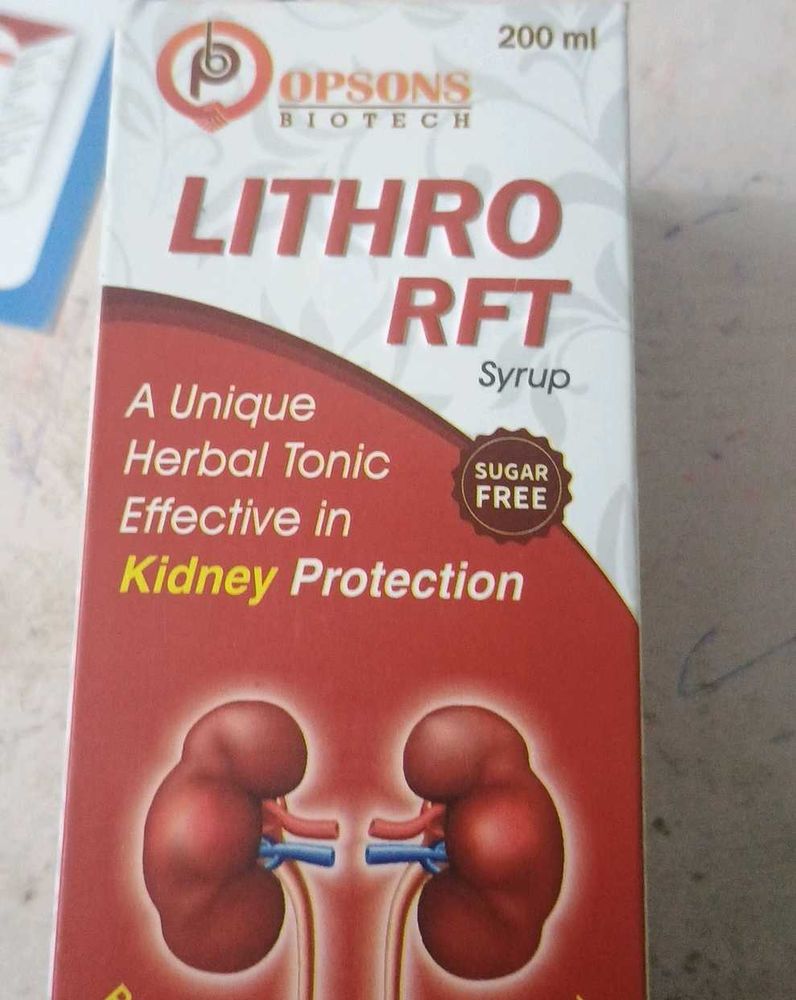 200 ml
OPSONS
BIOTECH
LITHRO
RFT
Syrup
A Unique
Herbal Tonic
Effective in
Kidney Protection
SUGAR
FREE